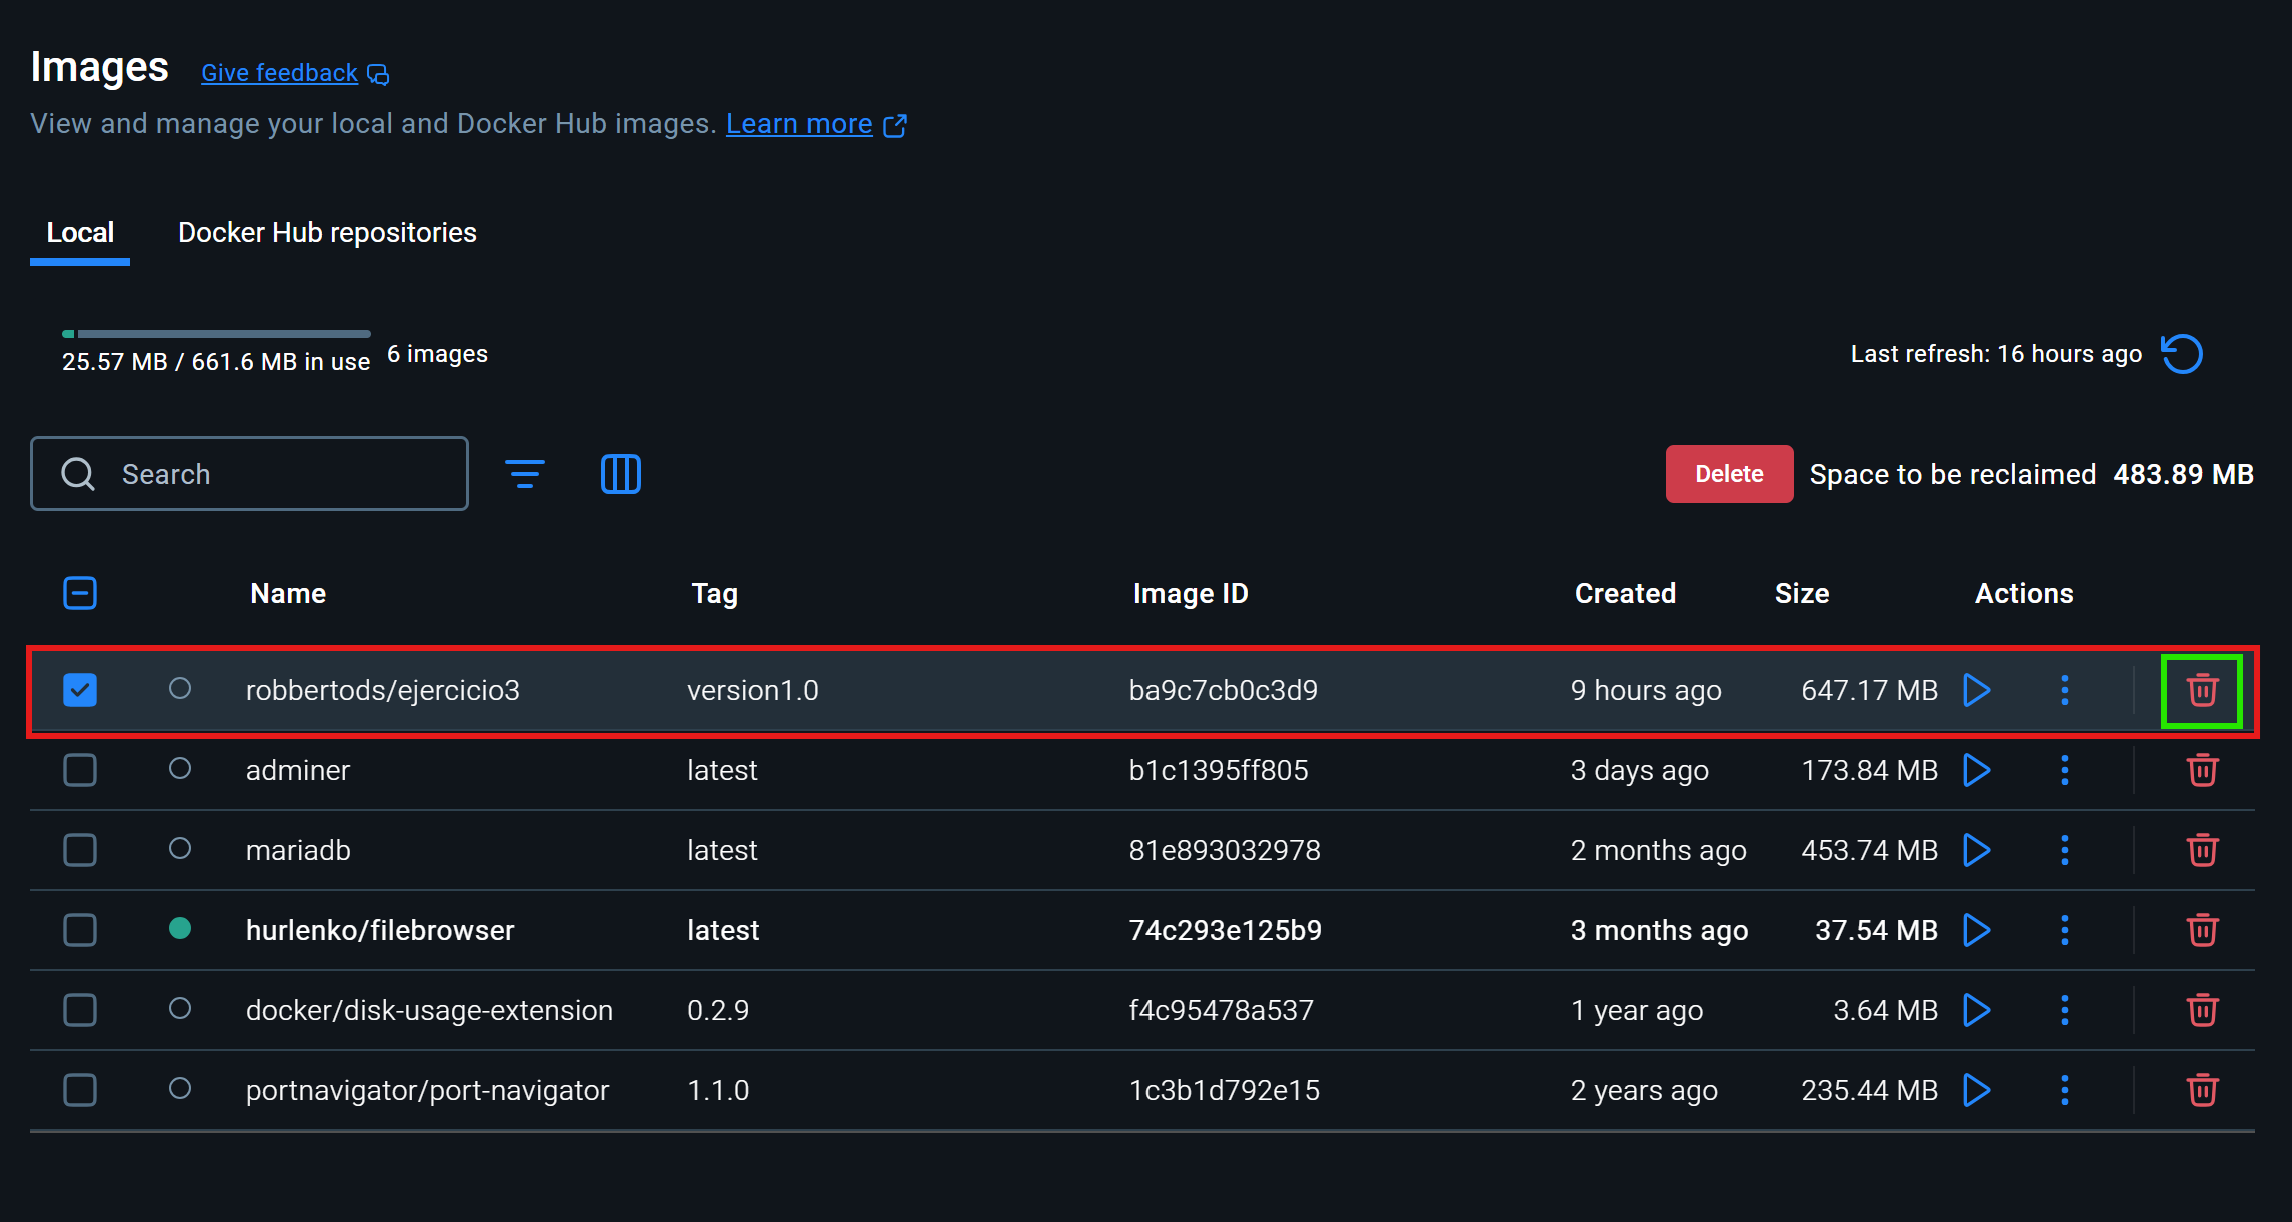 Images Give feedback
View and manage your local and Docker Hub images. Learn more
Local Docker Hub repositories
25.57 MB / 661.6 MB in use 6 images
Last refresh: 16 hours ago
Search
Delete Space to be reclaimed 483.89 MB
Name Tag Image ID Created Size Actions
robbertods/ejercicio3 version1.0 ba9c7cb0c3d9 9 hours ago 647.17 MB
adminer latest b1c1395ff805 3 days ago 173.84 MB
mariadb latest 81e893032978 2 months ago 453.74 MB
hurlenko/filebrowser latest 74c293e125b9 3 months ago 37.54 MB
docker/disk-usage-extension 0.2.9 f4c95478a537 1 year ago 3.64 MB
portnavigator/port-navigator 1.1.0 1c3b1d792e15 2 years ago 235.44 MB